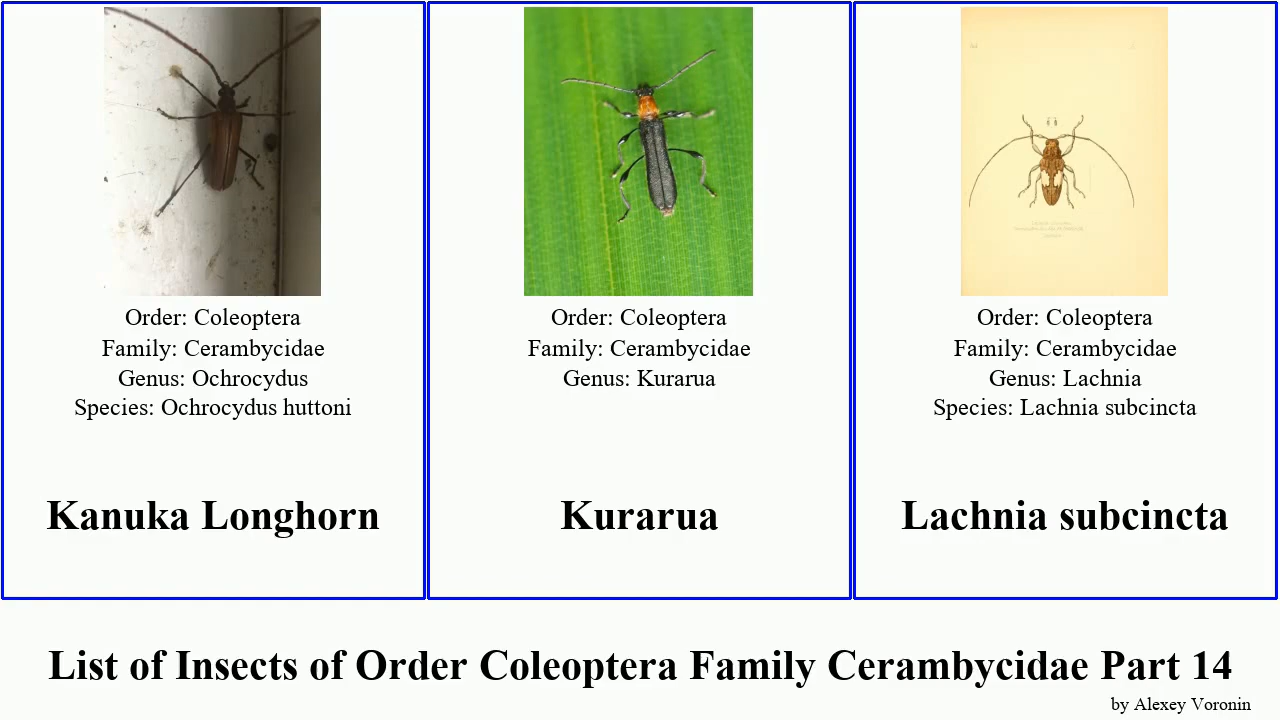 Order: Coleoptera
Family: Cerambycidae
Genus: Ochrocydus
Species: Ochrocydus huttoni
Kanuka Longhorn
Order: Coleoptera
Family: Cerambycidae
Genus: Kurarua
Kurarua
Order: Coleoptera
Family: Cerambycidae
Genus: Lachnia
Species: Lachnia subcincta
Lachnia subcincta
List of Insects of Order Coleoptera Family Cerambycidae Part 14
by Alexey Voronin